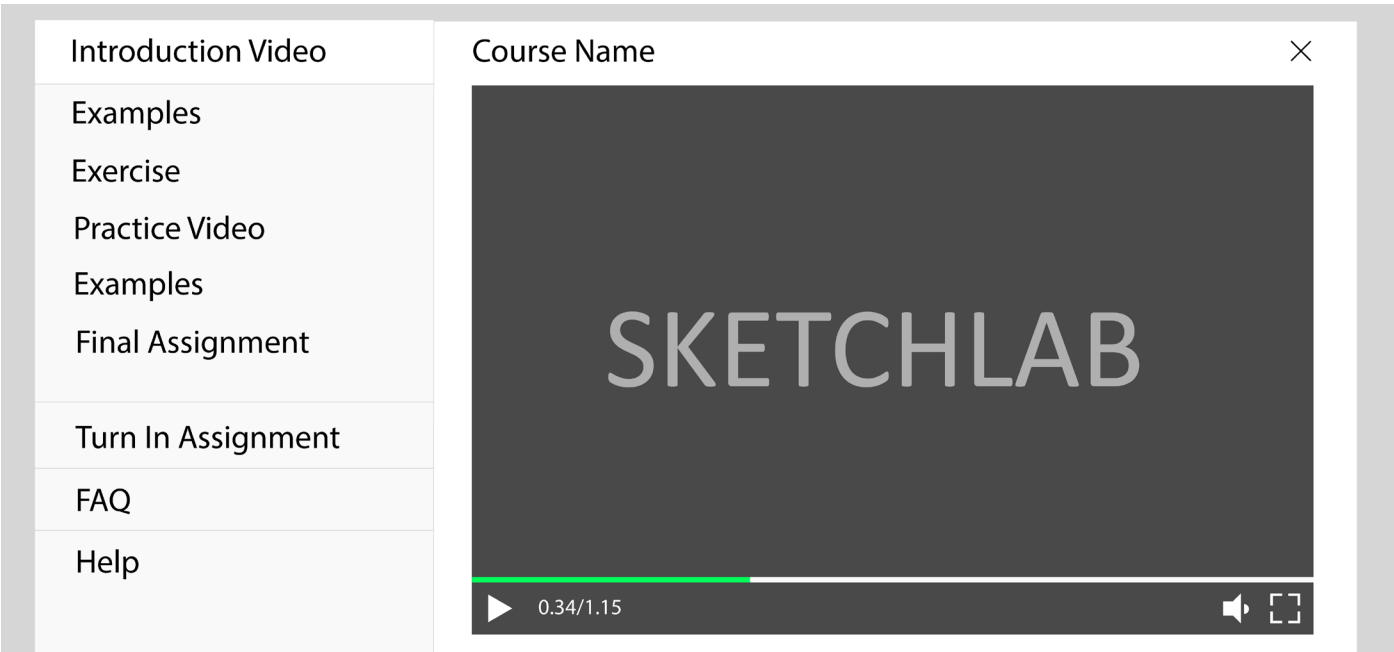 Introduction Video
Examples
Exercise
Practice Video
Examples
Final Assignment
Turn In Assignment
FAQ
Help
Course Name
SKETCHLAB
0.34/1.15